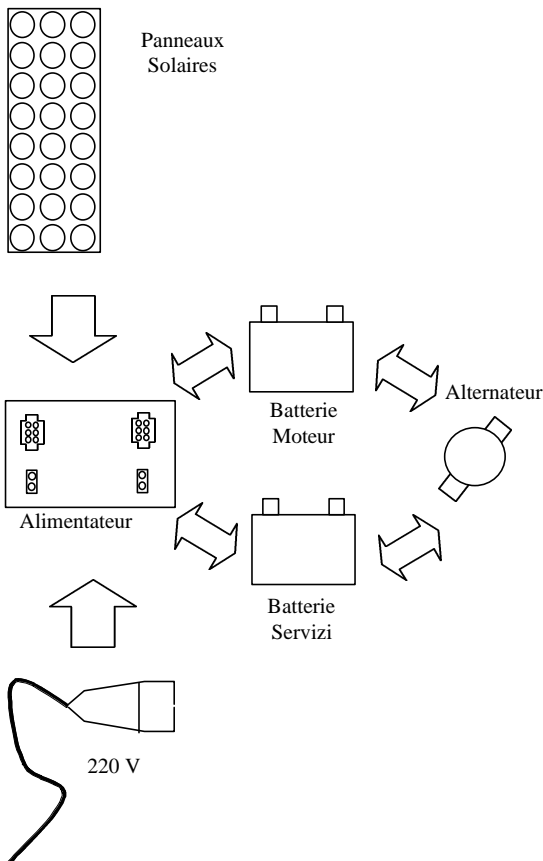 Panneaux
Solaires
Batterie
Moteur
Alternateur
Alimentateur
Batterie
Servizi
220 V